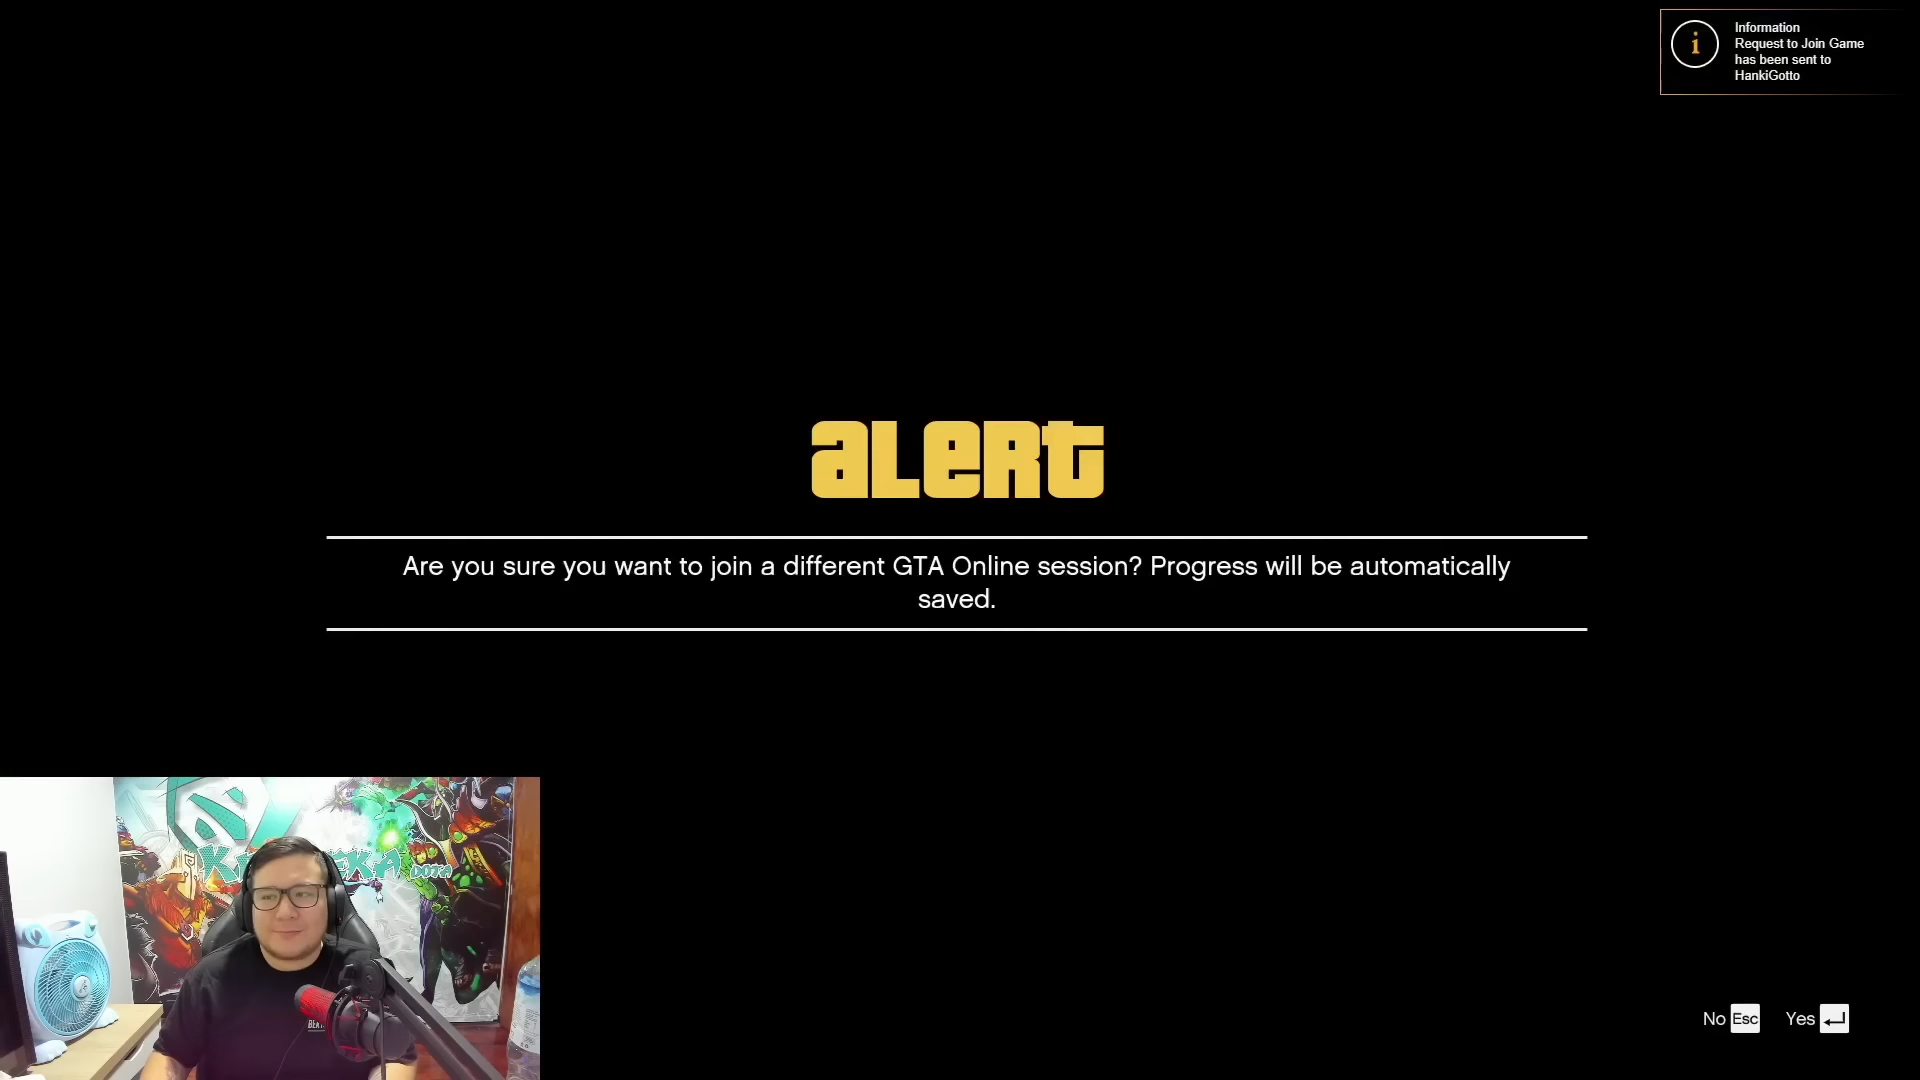 Information
Request to Join Game
has been sent to
HankiGotto
alert
Are you sure you want to join a different GTA Online session? Progress will be automatically
saved.
DOTA
No Esc Yes